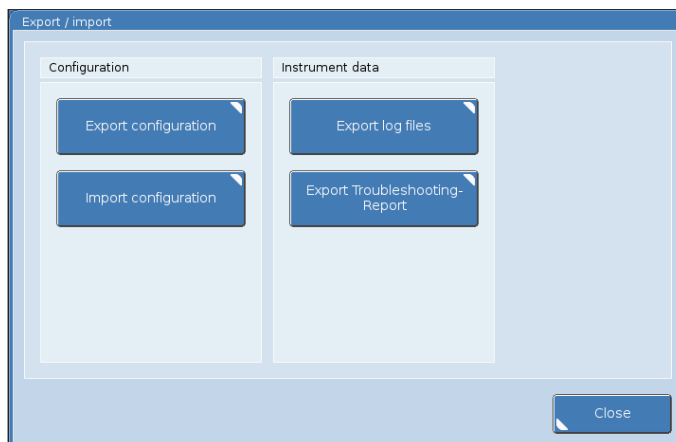 Export / import
Configuration
Instrument data
Export configuration
Export log files
Import configuration
Export Troubleshooting-
Report
Close